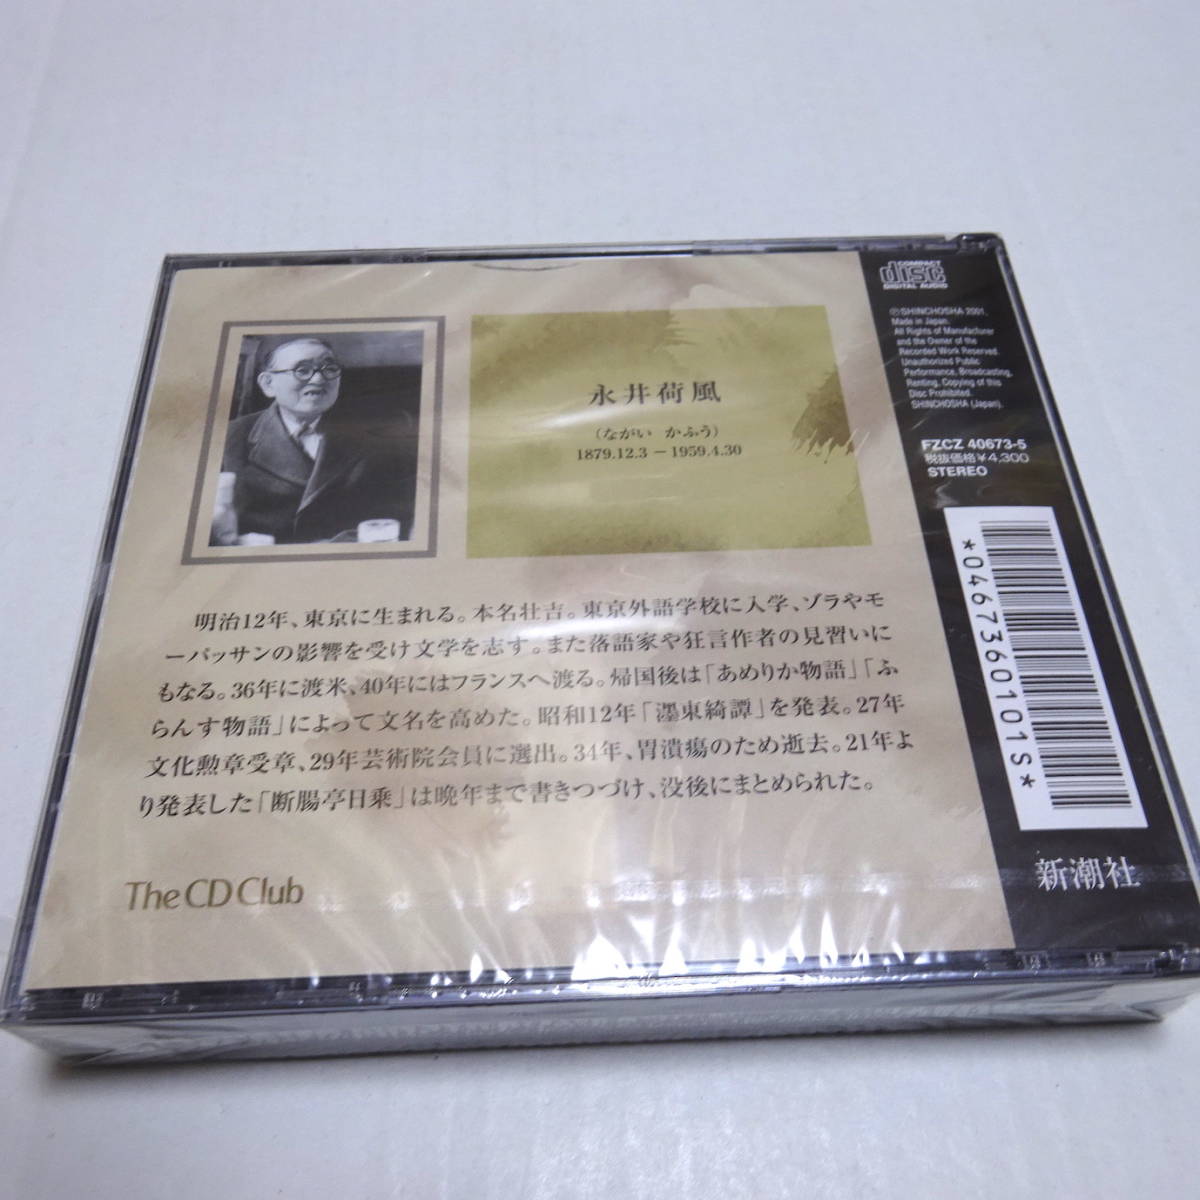 永井荷風
（ながい かふう）
1879.12.3－1959.4.30
明治12年、東京に生まれる。本名壮吉。東京外語学校に入学、ゾラやモ
ーパッサンの影響を受け文学を志す。また落語家や狂言作者の見習いに
もなる。36年に渡米、40年にはフランスへ渡る。帰国後は「あめりか物語」「ふ
らんす物語」によって文名を高めた。昭和12年「濹東綺譚」を発表。27年
文化勲章受章、29年芸術院会員に選出。34年、胃潰瘍のため逝去。21年よ
り発表した「断腸亭日乗」は晩年まで書きつづけ、没後にまとめられた。
The CD Club
COMPACT
disc
DIGITAL AUDIO
Ⓟ©SHINCHOSHA 2001.
Made in Japan.
All Rights of Manufacturer
and the Owner of the
Recorded Work Reserved.
Unauthorized Public
Performance, Broadcasting,
Renting, Copying of this
Disc Prohibited.
SHINCHOSHA (Japan).
FZCZ 40673-5
税抜価格¥4,300
STEREO
*0467360101S*
新潮社